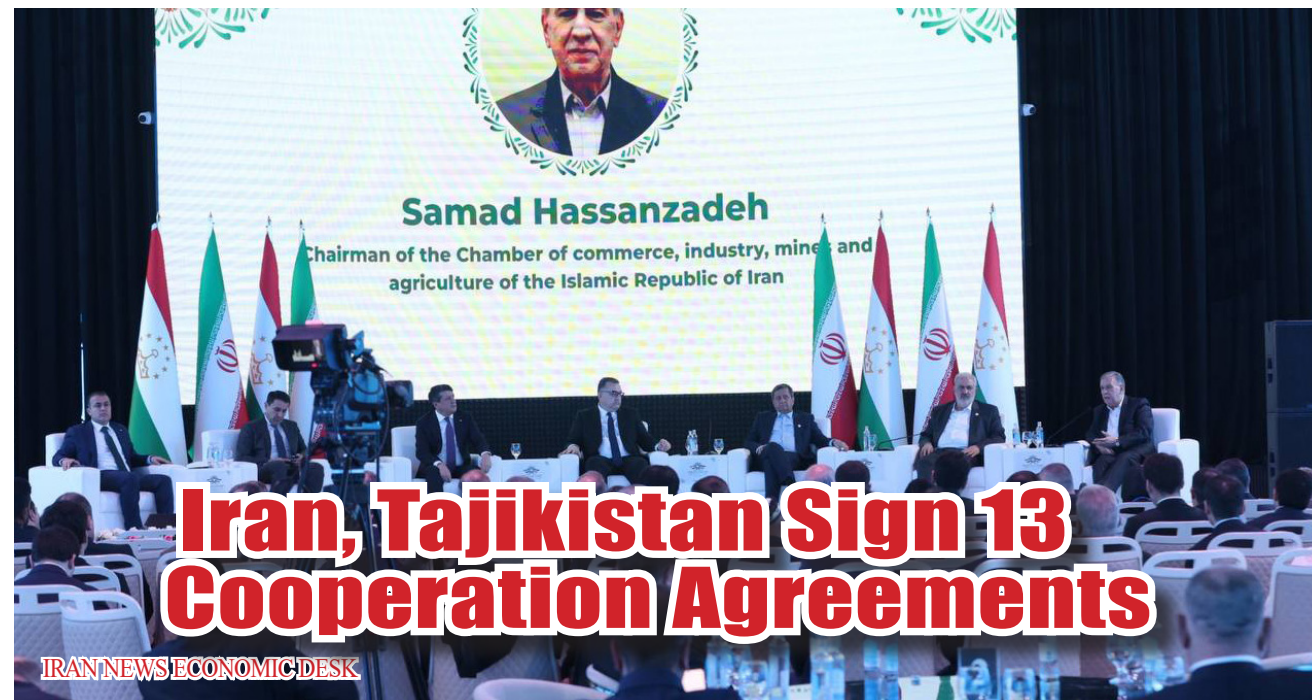 Samad Hassanzadeh
Chairman of the Chamber of commerce, industry, mines and
agriculture of the Islamic Republic of Iran
Iran, Tajikistan Sign 13
Cooperation Agreements
IRAN NEWS ECONOMIC DESK